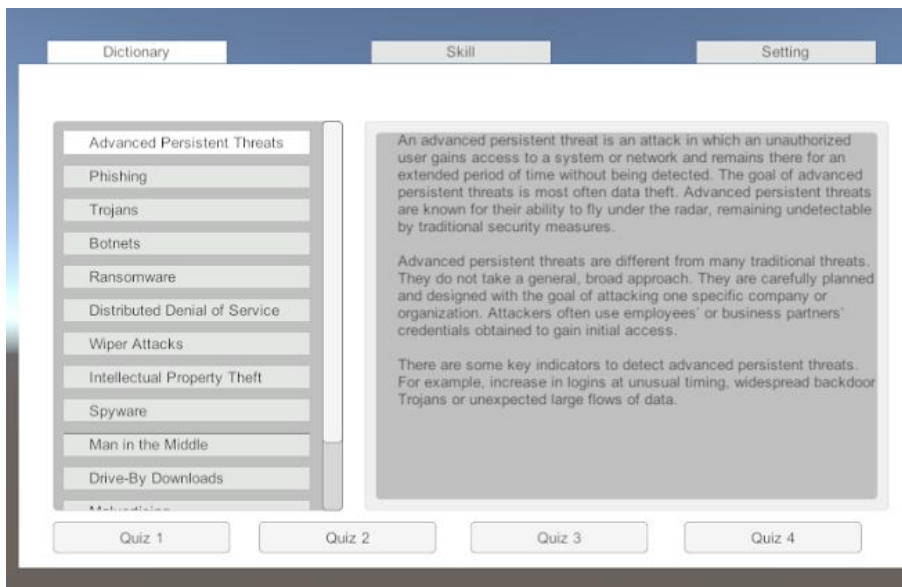 Dictionary
Skill
Setting
Advanced Persistent Threats
Phishing
Trojans
Botnets
Ransomware
Distributed Denial of Service
Wiper Attacks
Intellectual Property Theft
Spyware
Man in the Middle
Drive-By Downloads
An advanced persistent threat is an attack in which an unauthorized
user gains access to a system or network and remains there for an
extended period of time without being detected. The goal of advanced
persistent threats is most often data theft. Advanced persistent threats
are known for their ability to fly under the radar, remaining undetectable
by traditional security measures.
Advanced persistent threats are different from many traditional threats.
They do not take a general, broad approach. They are carefully planned
and designed with the goal of attacking one specific company or
organization. Attackers often use employees' or business partners'
credentials obtained to gain initial access.
There are some key indicators to detect advanced persistent threats.
For example, increase in logins at unusual timing, widespread backdoor
Trojans or unexpected large flows of data.
Quiz 1
Quiz 2
Quiz 3
Quiz 4